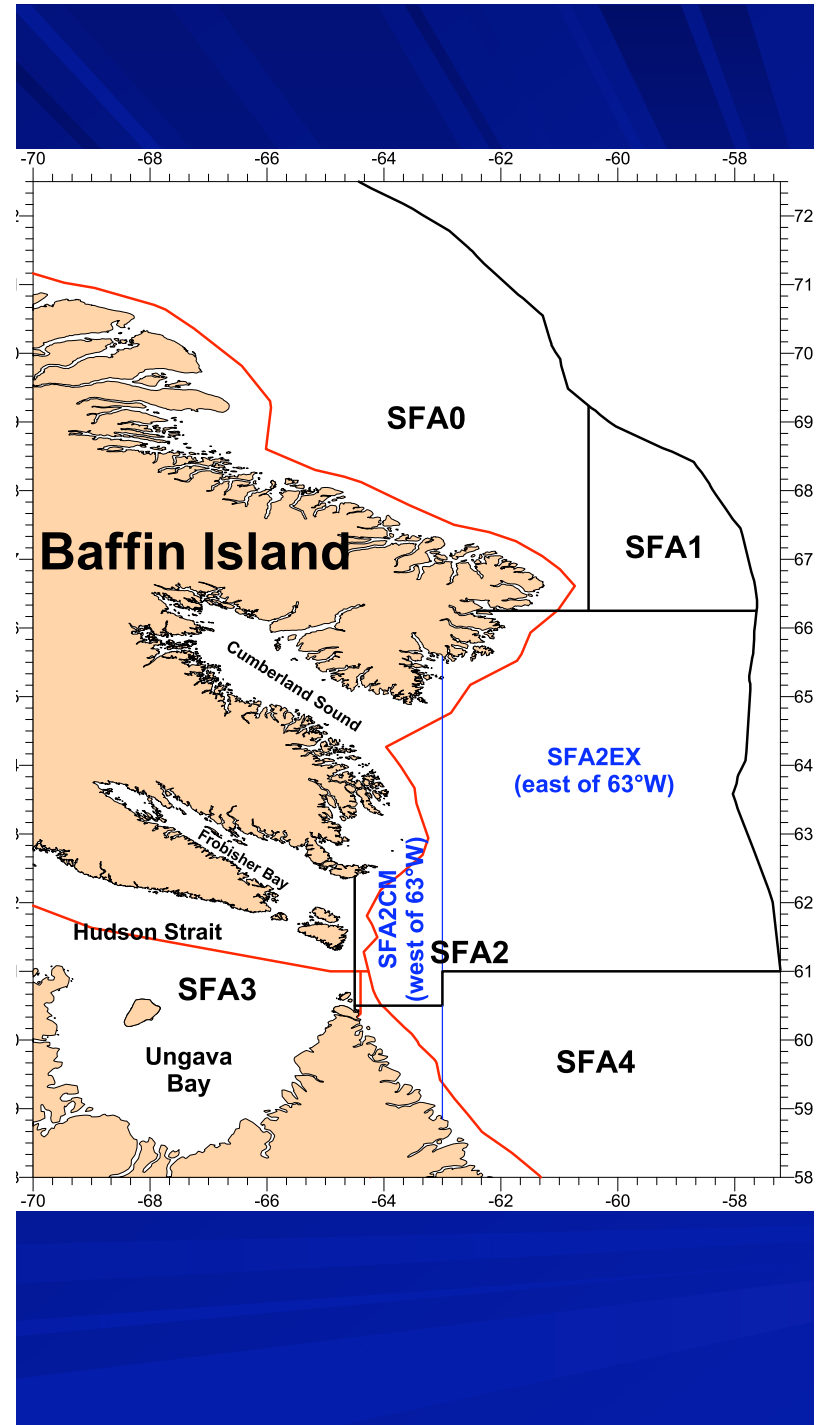 -70 -68 -66 -64 -62 -60 -58
72
71
70
69
68
67
66
65
64
63
62
61
60
59
58
SFA0
SFA1
Baffin Island
Cumberland Sound
SFA2EX
(east of 63°W)
Frobisher Bay
SFA2CM
(west of 63°W)
Hudson Strait
SFA2
SFA3
Ungava
Bay
SFA4
-70 -68 -66 -64 -62 -60 -58